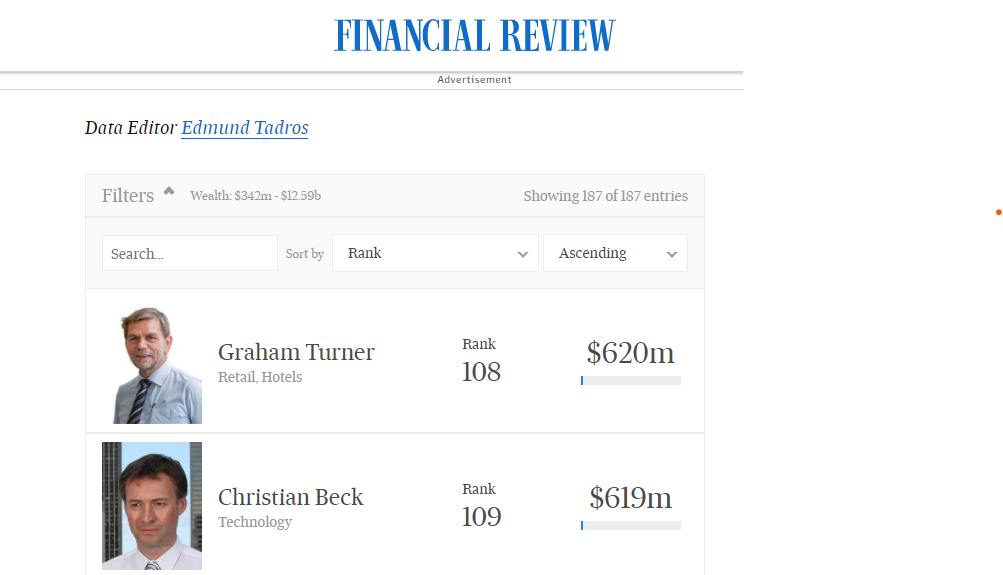 FINANCIAL REVIEW
Advertisement
Data Editor Edmund Tadros
Filters Wealth: $342m - $12.59b Showing 187 of 187 entries
Search... Sort by Rank Ascending
Graham Turner
Retail, Hotels
Rank
108
$620m
Christian Beck
Technology
Rank
109
$619m